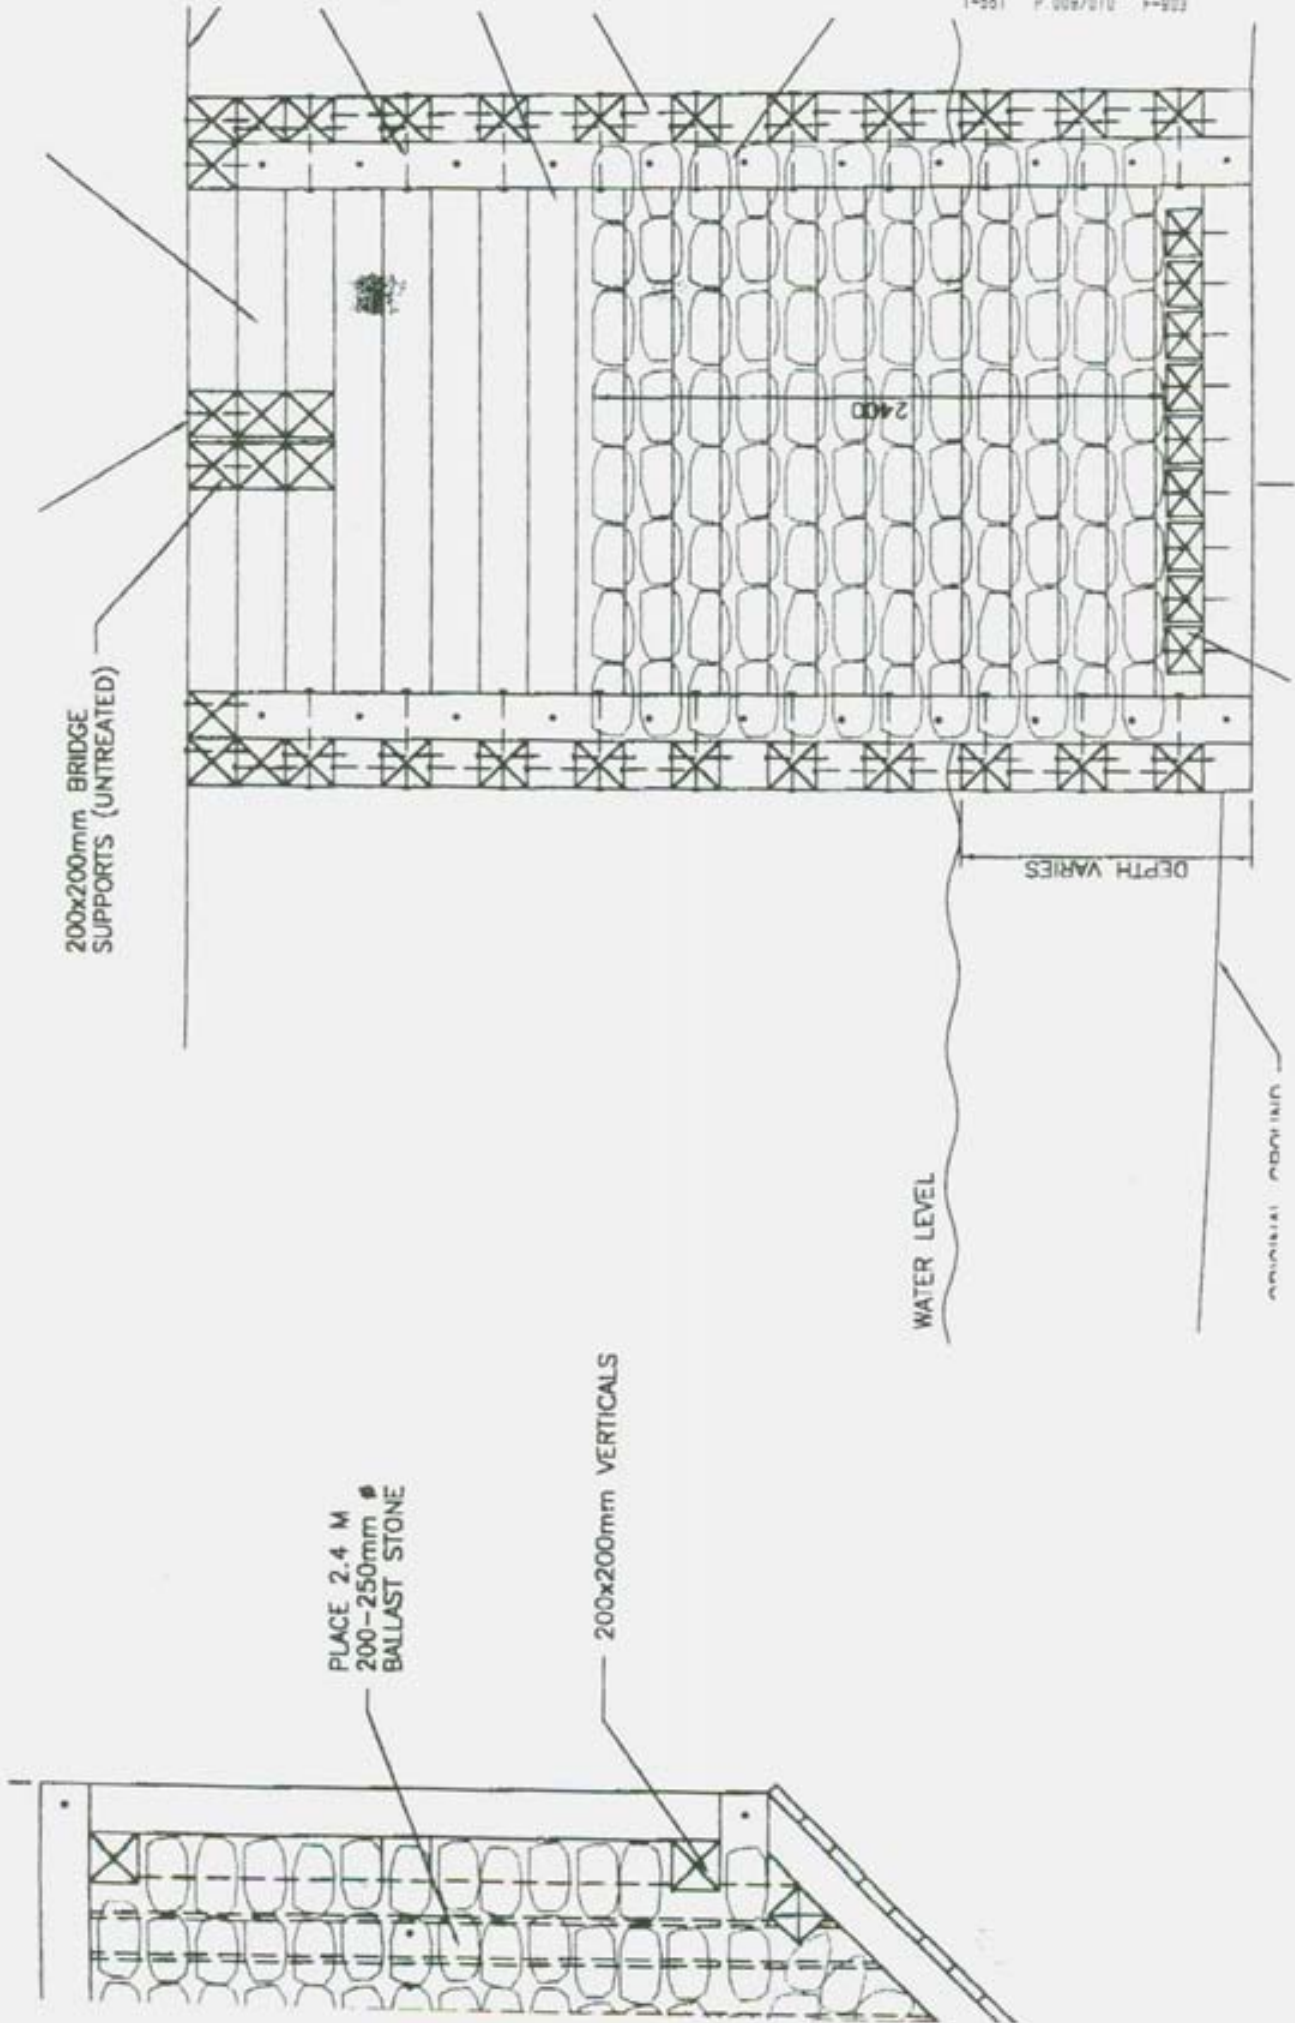 200x200mm BRIDGE
SUPPORTS (UNTREATED)
2400
DEPTH VARIES
WATER LEVEL
PLACE 2.4 M
200-250mm ø
BALLAST STONE
200x200mm VERTICALS